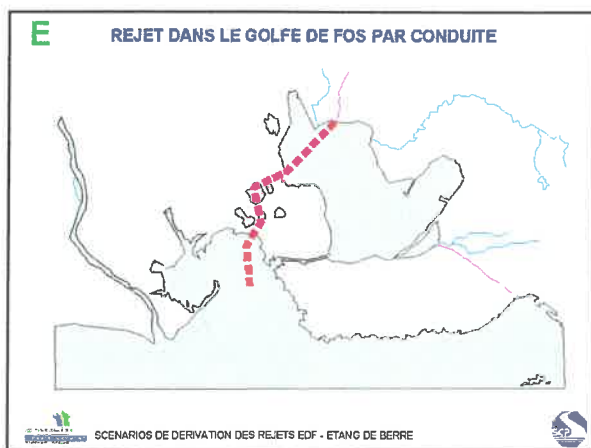 E
REJET DANS LE GOLFE DE FOS PAR CONDUITE
SCENARIOS DE DERIVATION DES REJETS EDF - ETANG DE BERRE